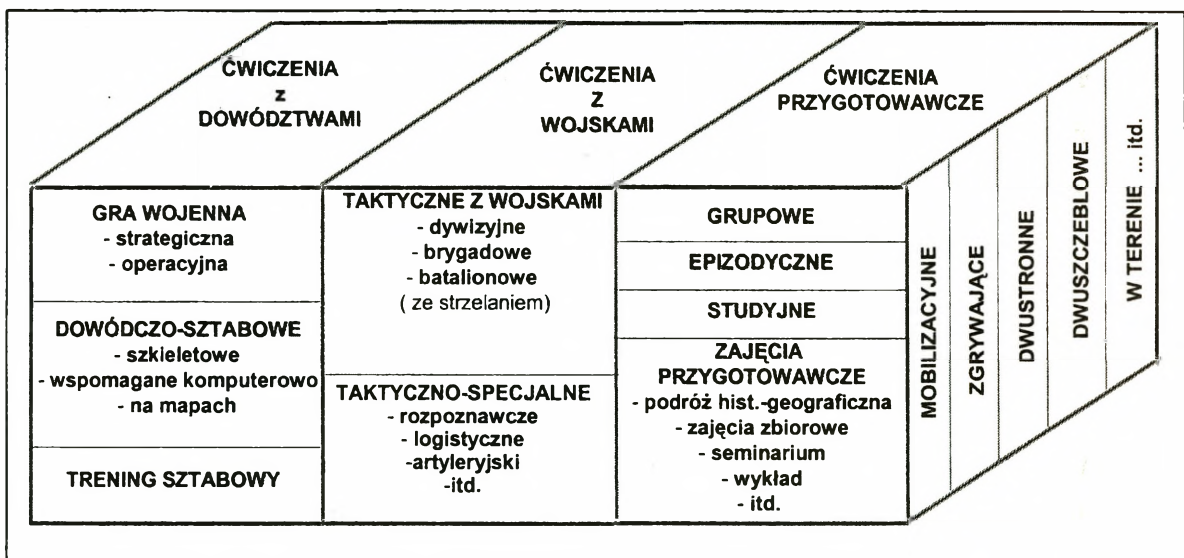 ĆWICZENIA
z
DOWÓDZTWAMI
ĆWICZENIA
Z
WOJSKAMI
ĆWICZENIA
PRZYGOTOWAWCZE
GRA WOJENNA
- strategiczna
- operacyjna
DOWÓDCZO-SZTABOWE
- szkieletowe
- wspomagane komputerowo
- na mapach
TRENING SZTABOWY
TAKTYCZNE Z WOJSKAMI
- dywizyjne
- brygadowe
- batalionowe
( ze strzelaniem)
TAKTYCZNO-SPECJALNE
- rozpoznawcze
- logistyczne
-artyleryjski
-itd.
GRUPOWE
EPIZODYCZNE
STUDYJNE
ZAJĘCIA
PRZYGOTOWAWCZE
- podróż hist.-geograficzna
- zajęcia zbiorowe
- seminarium
- wykład
- itd.
MOBILIZACYJNE
ZGRYWAJĄCE
DWUSTRONNE
DWUSZCZEBLOWE
W TERENIE ... itd.